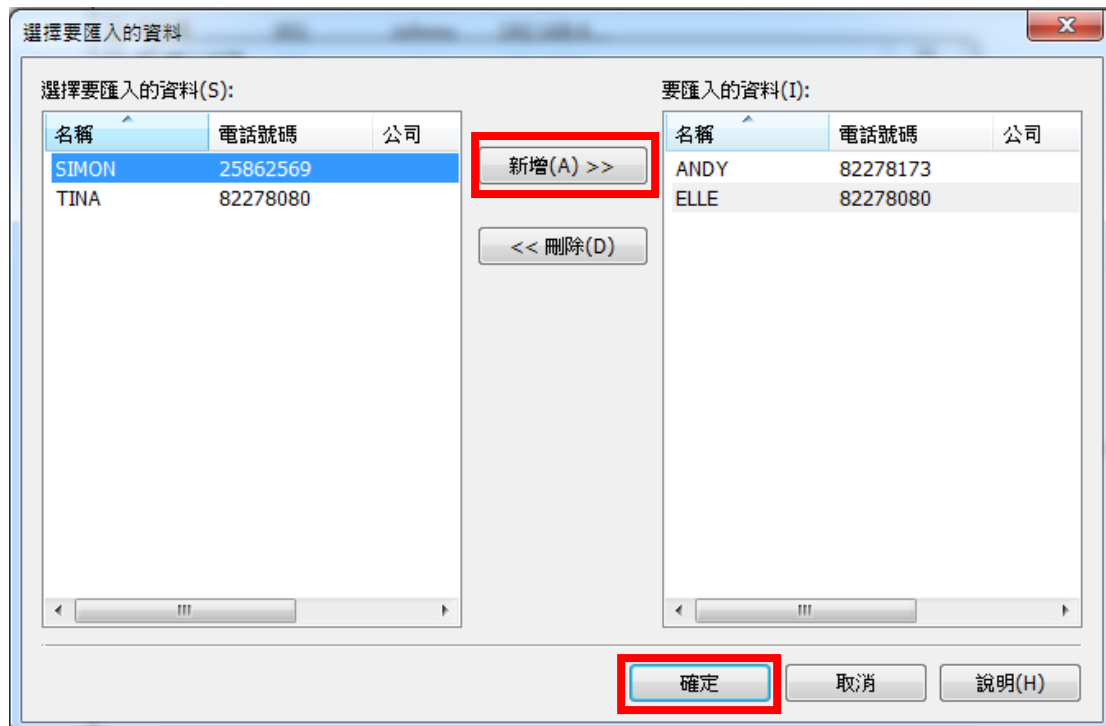 選擇要匯入的資料
選擇要匯入的資料(S):
名稱 電話號碼 公司
SIMON 25862569
TINA 82278080
新增(A) >>
<< 刪除(D)
要匯入的資料(I):
名稱 電話號碼 公司
ANDY 82278173
ELLE 82278080
確定 取消 說明(H)